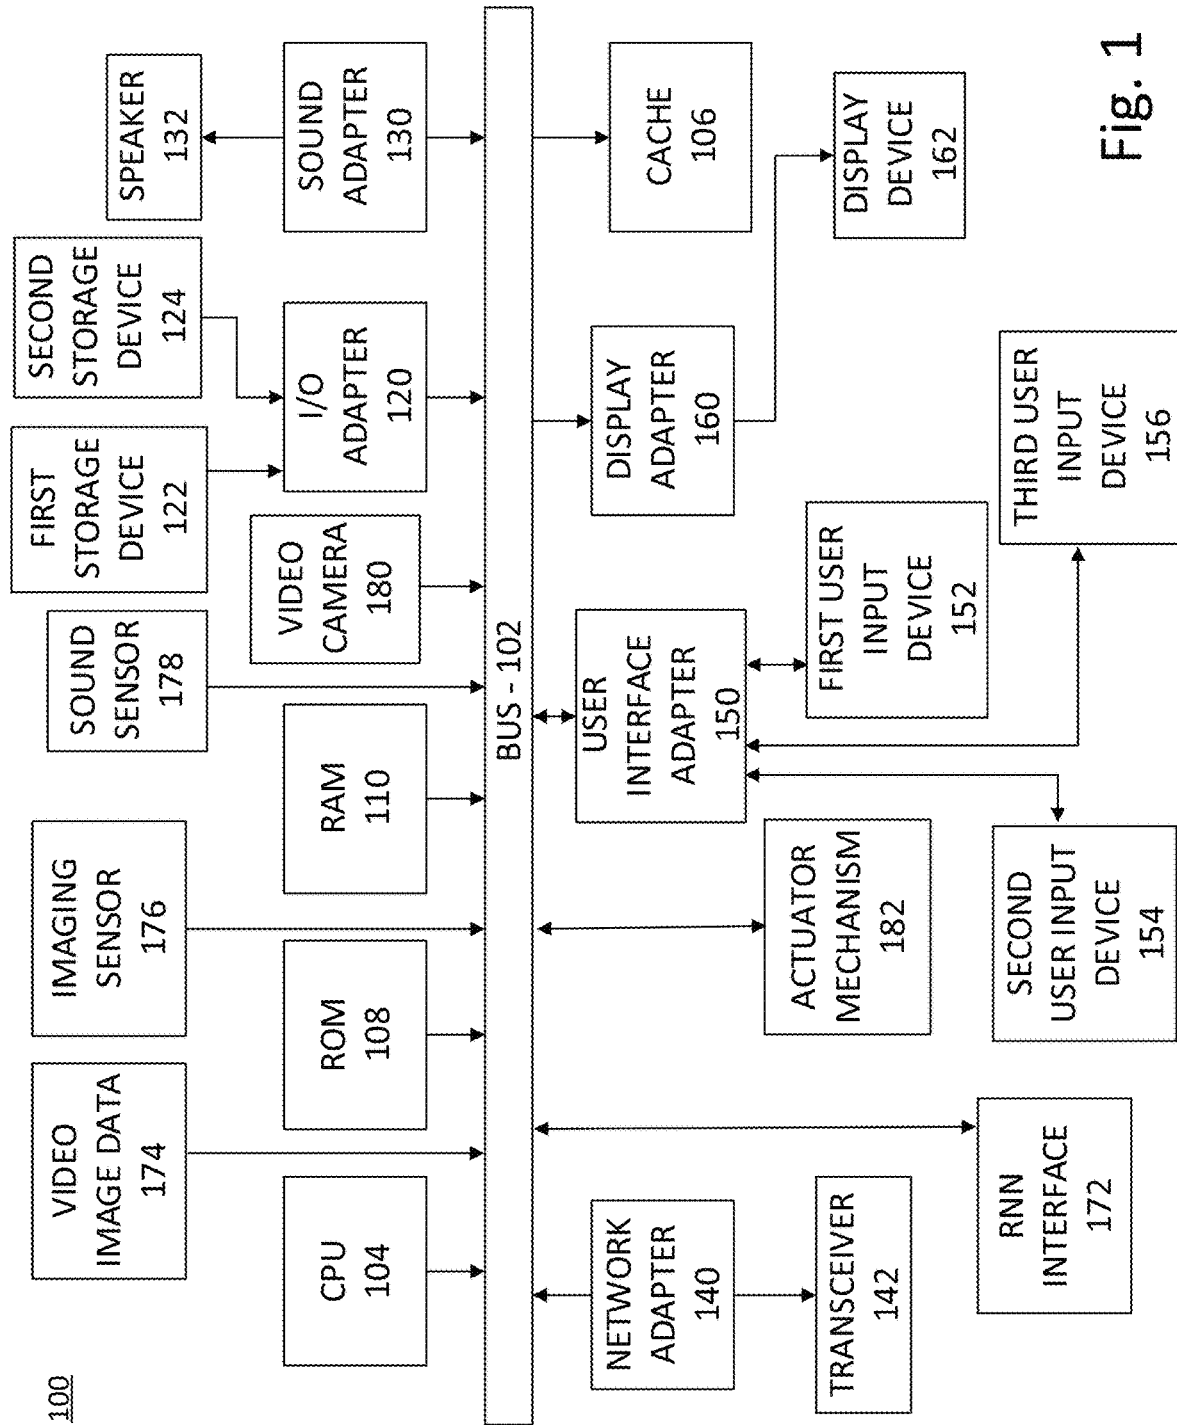 100
VIDEO
IMAGE DATA
174
IMAGING
SENSOR
176
SOUND
SENSOR
178
FIRST
STORAGE
DEVICE
122
SECOND
STORAGE
DEVICE
124
SPEAKER
132
CPU
104
ROM
108
RAM
110
VIDEO
CAMERA
180
I/O
ADAPTER
120
SOUND
ADAPTER
130
BUS - 102
NETWORK
ADAPTER
140
USER
INTERFACE
ADAPTER
150
DISPLAY
ADAPTER
160
CACHE
106
TRANSCEIVER
142
ACTUATOR
MECHANISM
182
FIRST USER
INPUT
DEVICE
152
DISPLAY
DEVICE
162
RNN
INTERFACE
172
SECOND
USER INPUT
DEVICE
154
THIRD USER
INPUT
DEVICE
156
Fig. 1